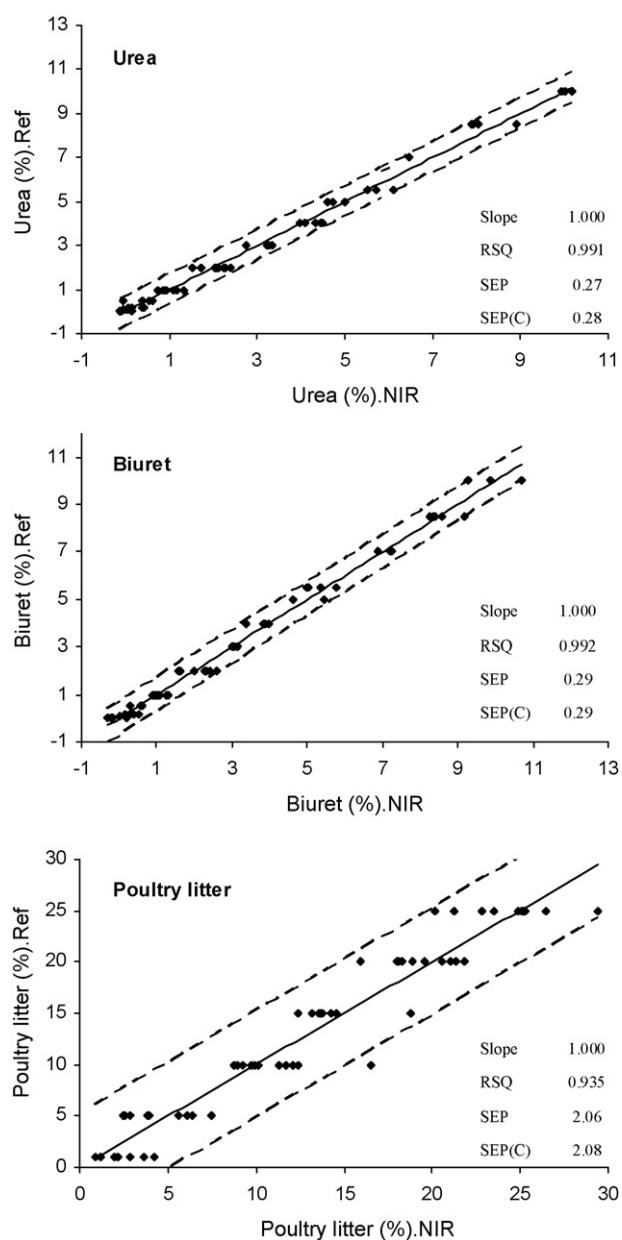 Urea
Urea (%).Ref
11
9
7
5
3
1
-1
Slope 1.000
RSQ 0.991
SEP 0.27
SEP(C) 0.28
-1 1 3 5 7 9 11
Urea (%).NIR
Biuret
Biuret (%).Ref
11
9
7
5
3
1
-1
Slope 1.000
RSQ 0.992
SEP 0.29
SEP(C) 0.29
-1 1 3 5 7 9 11 13
Biuret (%).NIR
Poultry litter
Poultry litter (%).Ref
30
25
20
15
10
5
0
Slope 1.000
RSQ 0.935
SEP 2.06
SEP(C) 2.08
0 5 10 15 20 25 30
Poultry litter (%).NIR